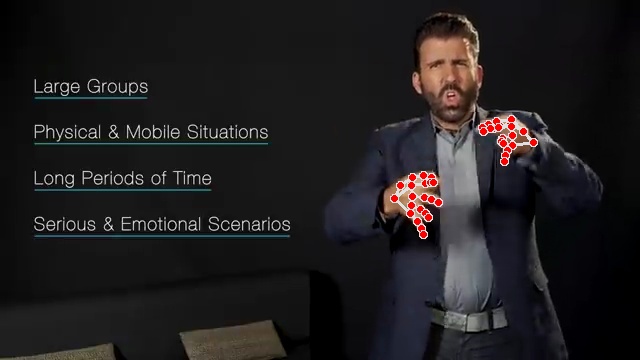 Large Groups
Physical & Mobile Situations
Long Periods of Time
Serious & Emotional Scenarios